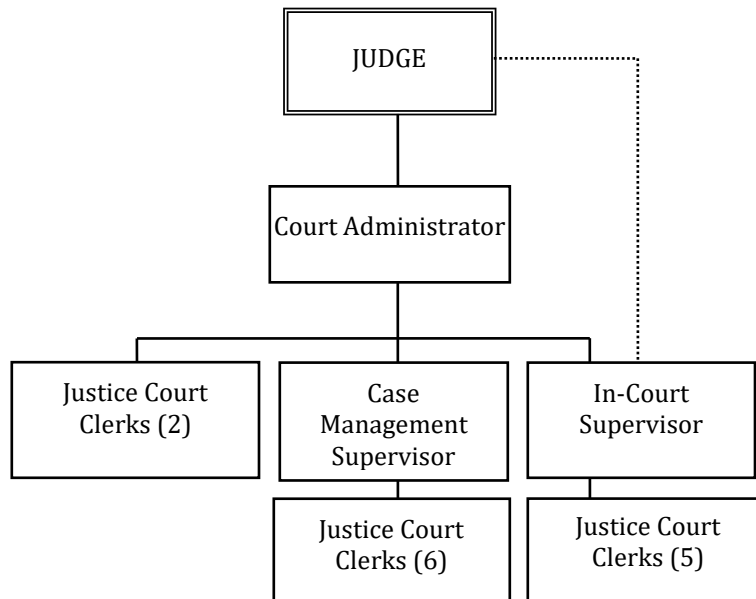 JUDGE
Court Administrator
Justice Court
Clerks (2)
Case
Management
Supervisor
In-Court
Supervisor
Justice Court
Clerks (6)
Justice Court
Clerks (5)